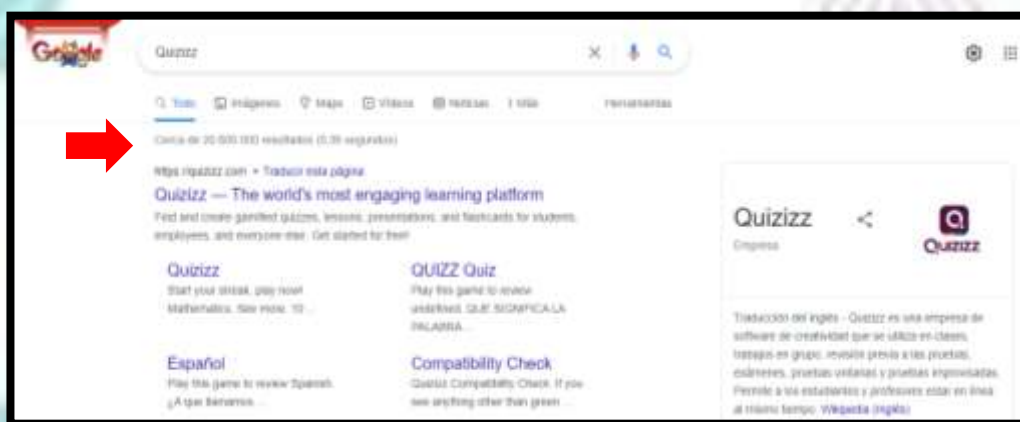 Google
Quizizz
Todo Imágenes Maps Vídeos Noticias Más Herramientas
Cerca de 20.600.000 resultados (0,39 segundos)
https://quizizz.com Traducir esta página
Quizizz — The world's most engaging learning platform
Find and create gamified quizzes, lessons, presentations, and flashcards for students,
employees, and everyone else. Get started for free!
Quizizz
Start your streak, play now!
Mathematics. See more. 10 ...
QUIZZ Quiz
Play this game to review
undefined. QUE SIGNIFICA LA
PALABRA ...
Español
Play this game to review Spanish.
¿A que llamamos ...
Compatibility Check
Quizizz Compatibility Check. If you
see anything other than green ...
Quizizz
Empresa
Quizizz
Traducción del inglés - Quizizz es una empresa de
software de creatividad que se utiliza en clases,
trabajos en grupo, revisión previa a las pruebas,
exámenes, pruebas unitarias y pruebas improvisadas.
Permite a los estudiantes y profesores estar en línea
al mismo tiempo. Wikipedia (inglés)